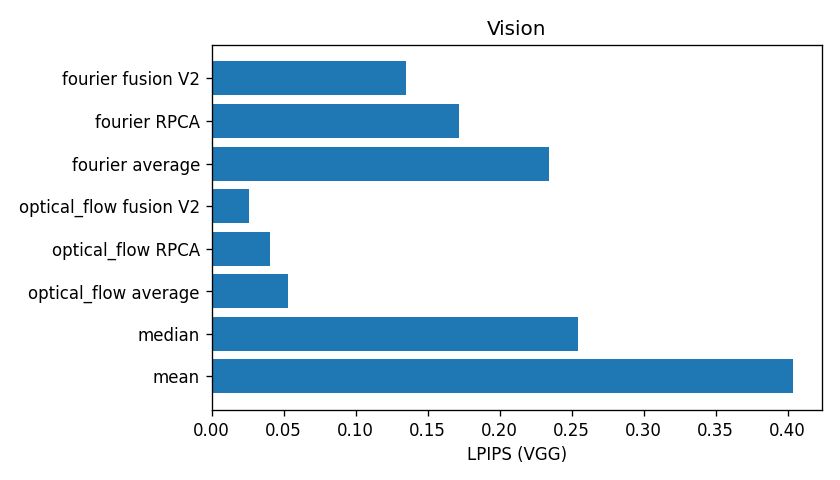 Vision
fourier fusion V2
fourier RPCA
fourier average
optical_flow fusion V2
optical_flow RPCA
optical_flow average
median
mean
0.00 0.05 0.10 0.15 0.20 0.25 0.30 0.35 0.40
LPIPS (VGG)